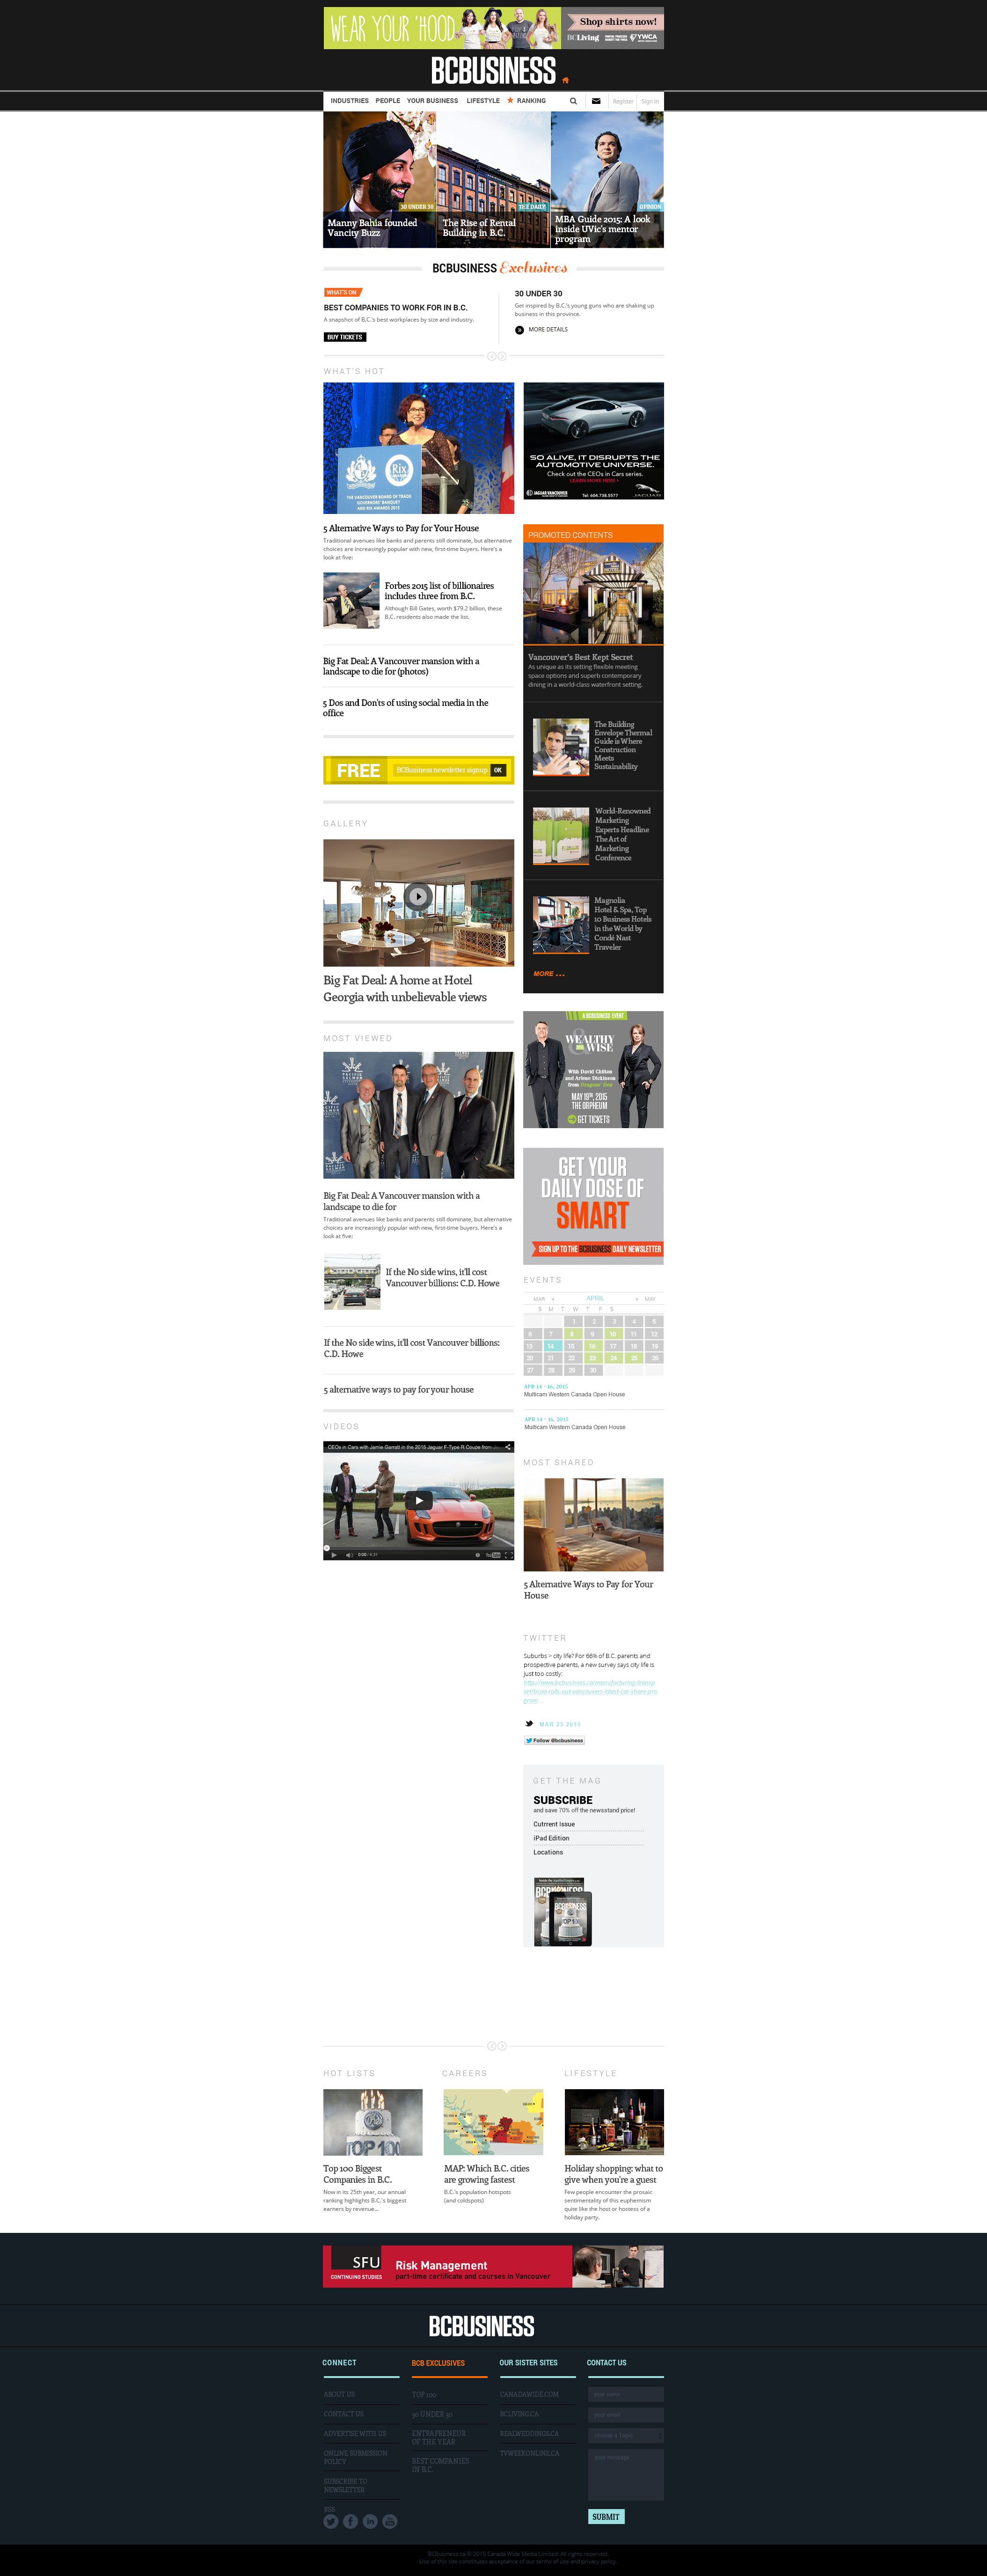 WEAR YOUR 'HOOD
Shop shirts now!
BCLiving
YWCA
BCBUSINESS
INDUSTRIES PEOPLE YOUR BUSINESS LIFESTYLE RANKING
Register Sign in
30 UNDER 30
Manny Bahia founded
Vancity Buzz
THE DAILY
The Rise of Rental
Building in B.C.
OPINION
MBA Guide 2015: A look
inside UVic's mentor
program
BCBUSINESS Exclusives
WHAT'S ON
BEST COMPANIES TO WORK FOR IN B.C.
A snapshot of B.C.'s best workplaces by size and industry.
BUY TICKETS
30 UNDER 30
Get inspired by B.C.'s young guns who are shaking up
business in this province.
MORE DETAILS
WHAT'S HOT
Rix
THE VANCOUVER BOARD OF TRADE
GOVERNORS' BANQUET
AND RIX AWARDS 2015
5 Alternative Ways to Pay for Your House
Traditional avenues like banks and parents still dominate, but alternative
choices are increasingly popular with new, first-time buyers. Here's a
look at five:
Forbes 2015 list of billionaires
includes three from B.C.
Although Bill Gates, worth $79.2 billion, these
B.C. residents also made the list.
Big Fat Deal: A Vancouver mansion with a
landscape to die for (photos)
5 Dos and Don'ts of using social media in the
office
FREE
BCBusiness newsletter signup OK
GALLERY
Big Fat Deal: A home at Hotel
Georgia with unbelievable views
MOST VIEWED
Big Fat Deal: A Vancouver mansion with a
landscape to die for
Traditional avenues like banks and parents still dominate, but alternative
choices are increasingly popular with new, first-time buyers. Here's a
look at five:
If the No side wins, it'll cost
Vancouver billions: C.D. Howe
If the No side wins, it'll cost Vancouver billions:
C.D. Howe
5 alternative ways to pay for your house
VIDEOS
CEOs in Cars with Jamie Garratt in the 2015 Jaguar F-Type R Coupe from
SO ALIVE, IT DISRUPTS THE
AUTOMOTIVE UNIVERSE.
Check out the CEOs in Cars series.
LEARN MORE HERE >
JAGUAR VANCOUVER
Tel: 604.738.5577
JAGUAR
PROMOTED CONTENTS
Vancouver's Best Kept Secret
As unique as its setting flexible meeting
space options and superb contemporary
dining in a world-class waterfront setting.
The Building
Envelope Thermal
Guide is Where
Construction
Meets
Sustainability
World-Renowned
Marketing
Experts Headline
The Art of
Marketing
Conference
Magnolia
Hotel & Spa, Top
10 Business Hotels
in the World by
Condé Nast
Traveler
MORE ...
A BCBUSINESS EVENT
WEALTHY
& WISE
With David Chilton
and Arlene Dickinson
from Dragons' Den
MAY 19TH, 2015
THE ORPHEUM
GET TICKETS
GET YOUR
DAILY DOSE OF
SMART
SIGN UP TO THE BCBUSINESS DAILY NEWSLETTER
EVENTS
MAR « APRIL » MAY
S M T W T F S
1 2 3 4 5
6 7 8 9 10 11 12
13 14 15 16 17 18 19
20 21 22 23 24 25 26
27 28 29 30
APR 14 - 16, 2015
Multicam Western Canada Open House
APR 14 - 16, 2015
Multicam Western Canada Open House
MOST SHARED
5 Alternative Ways to Pay for Your
House
TWITTER
Suburbs > city life? For 66% of B.C. parents and
prospective parents, a new survey says city life is
just too costly:
MAR 25 2015
Follow @bcbusiness
GET THE MAG
SUBSCRIBE
and save 70% off the newsstand price!
Cutrrent Issue
iPad Edition
Locations
HOT LISTS
TOP 100
Top 100 Biggest
Companies in B.C.
Now in its 25th year, our annual
ranking highlights B.C.'s biggest
earners by revenue...
CAREERS
MAP: Which B.C. cities
are growing fastest
B.C.'s population hotspots
(and coldspots)
LIFESTYLE
Holiday shopping: what to
give when you're a guest
Few people encounter the prosaic
sentimentality of this euphemism
quite like the host or hostess of a
holiday party.
SFU
CONTINUING STUDIES
Risk Management
part-time certificate and courses in Vancouver
BCBUSINESS
CONNECT
ABOUT US
CONTACT US
ADVERTISE WITH US
ONLINE SUBMISSION
POLICY
SUBSCRIBE TO
NEWSLETTER
RSS
BCB EXCLUSIVES
TOP 100
30 UNDER 30
ENTRAPRENEUR
OF THE YEAR
BEST COMPANIES
IN B.C.
OUR SISTER SITES
CANADAWIDE.COM
BCLIVING.CA
REALWEDDINGS.CA
TVWEEKONLINE.CA
CONTACT US
your name
your email
choose a topic
your message
SUBMIT
BCBusiness.ca © 2015 Canada Wide Media Limited. All rights reserved.
Use of this site constitutes acceptance of our terms of use and privacy policy.